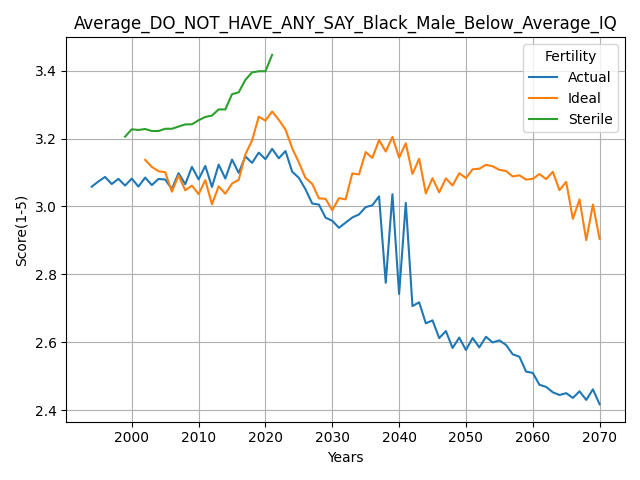 Average_DO_NOT_HAVE_ANY_SAY_Black_Male_Below_Average_IQ
Fertility
Actual
Ideal
Sterile
3.4
3.2
3.0
2.8
2.6
2.4
Score(1-5)
2000 2010 2020 2030 2040 2050 2060 2070
Years